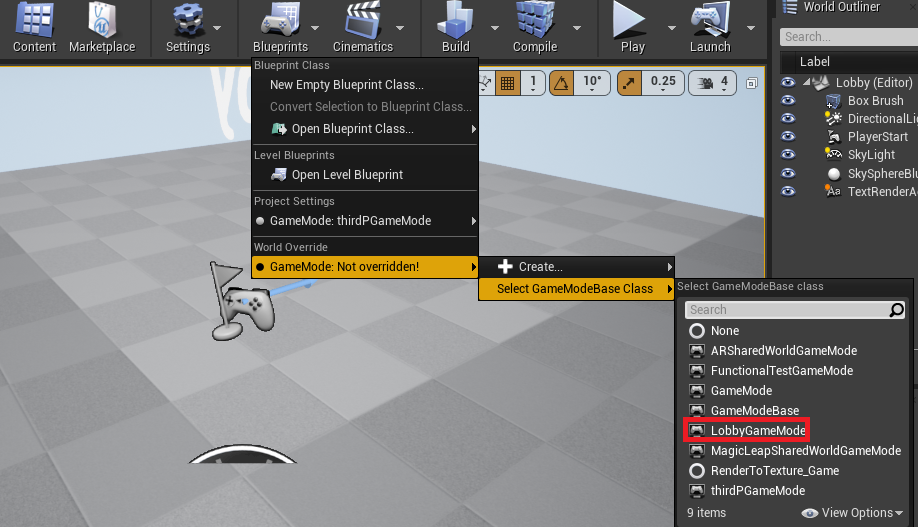 Content
Marketplace
Settings
Blueprints
Cinematics
Build
Compile
Play
Launch
World Outliner
Search...
Label
Lobby (Editor)
Box Brush
DirectionalLi
PlayerStart
SkyLight
SkySphereBlu
TextRenderAc
1
10°
0.25
4
Blueprint Class
New Empty Blueprint Class...
Convert Selection to Blueprint Class...
Open Blueprint Class...
Level Blueprints
Open Level Blueprint
Project Settings
GameMode: thirdPGameMode
World Override
GameMode: Not overridden!
Create...
Select GameModeBase Class
Select GameModeBase class
Search
None
ARSharedWorldGameMode
FunctionalTestGameMode
GameMode
GameModeBase
LobbyGameMode
MagicLeapSharedWorldGameMode
RenderToTexture_Game
thirdPGameMode
9 items
View Options